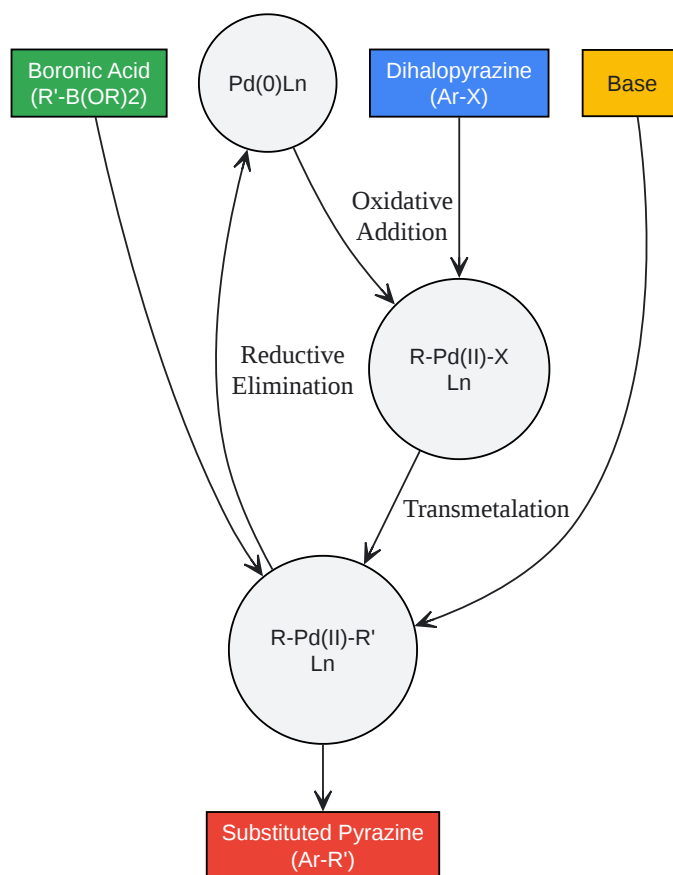 Boronic Acid
(R'-B(OR)2)
Pd(0)Ln
Dihalopyrazine
(Ar-X)
Base
Oxidative
Addition
Reductive
Elimination
R-Pd(II)-X
Ln
Transmetalation
R-Pd(II)-R'
Ln
Substituted Pyrazine
(Ar-R')